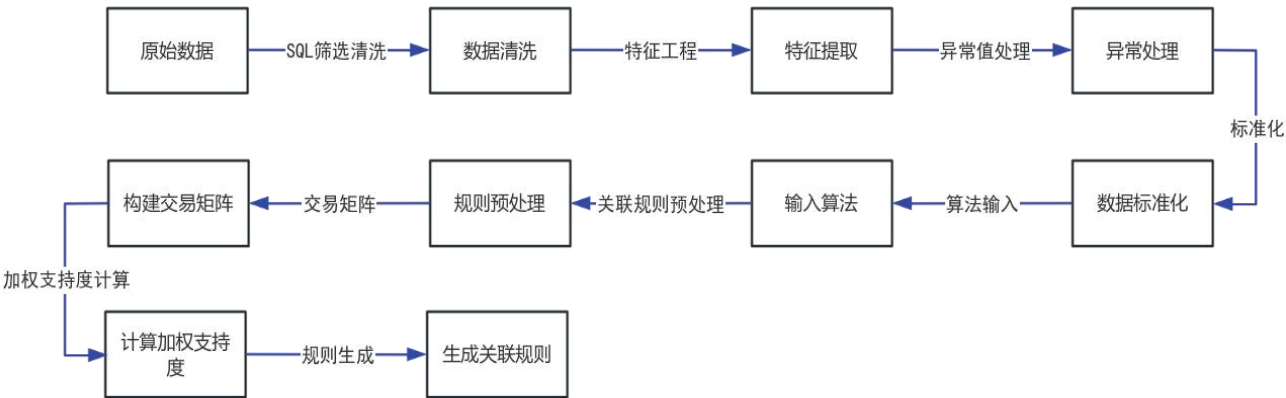 原始数据
SQL筛选清洗
数据清洗
特征工程
特征提取
异常值处理
异常处理
标准化
数据标准化
算法输入
输入算法
关联规则预处理
规则预处理
交易矩阵
构建交易矩阵
加权支持度计算
计算加权支持
度
规则生成
生成关联规则